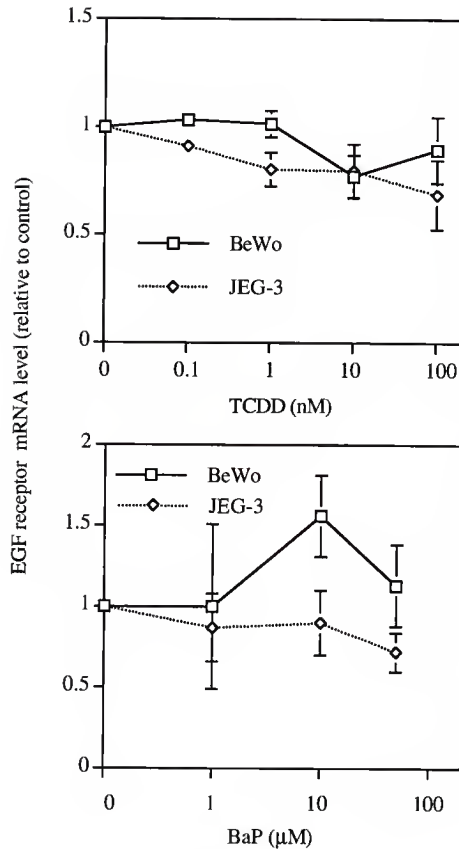 EGF receptor mRNA level (relative to control)
1.5
1
0.5
0
BeWo
JEG-3
0 0.1 1 10 100
TCDD (nM)
2
1.5
1
0.5
0
BeWo
JEG-3
0 1 10 100
BaP (µM)